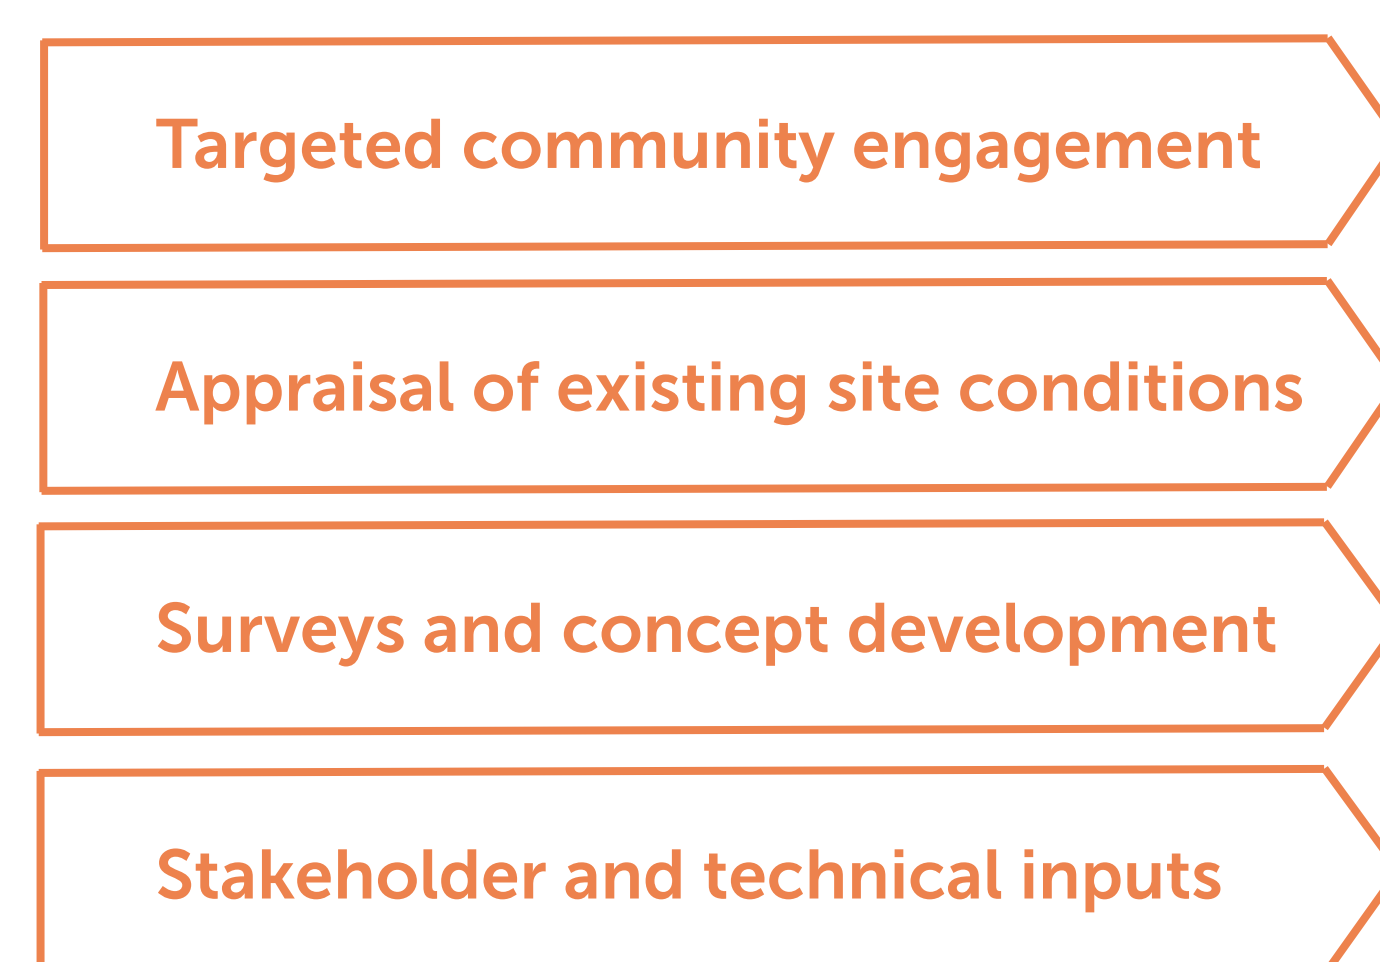 Targeted community engagement
Appraisal of existing site conditions
Surveys and concept development
Stakeholder and technical inputs